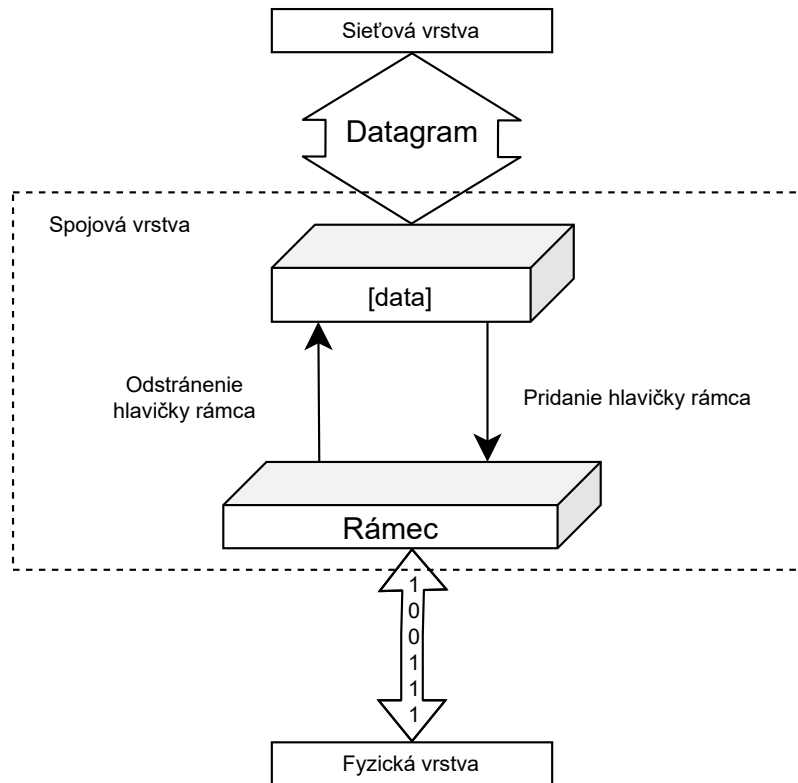 Sieťová vrstva
Datagram
Spojová vrstva
[data]
Odstránenie
hlavičky rámca
Pridanie hlavičky rámca
Rámec
1
0
0
1
1
1
Fyzická vrstva